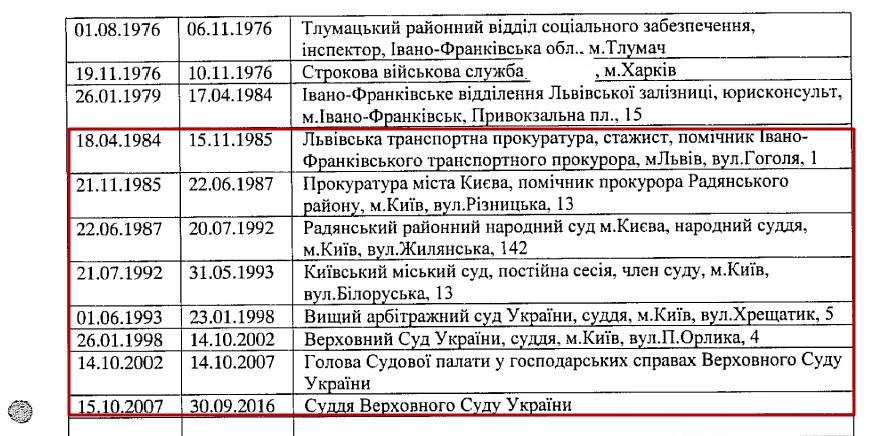 01.08.1976 06.11.1976 Тлумацький районний відділ соціального забезпечення,
інспектор, Івано-Франківська обл.. м.Тлумач
19.11.1976 10.11.1976 Строкова військова служба , м.Харків
26.01.1979 17.04.1984 Івано-Франківське відділення Львівської залізниці, юрисконсульт,
м.Івано-Франківськ, Привокзальна пл., 15
18.04.1984 15.11.1985 Львівська транспортна прокуратура, стажист, помічник Івано-
Франківського транспортного прокурора, мЛьвів, вул.Гоголя, 1
21.11.1985 22.06.1987 Прокуратура міста Києва, помічник прокурора Радянського
району, м.Київ, вул.Різницька, 13
22.06.1987 20.07.1992 Радянський районний народний суд м.Києва, народний суддя,
м.Київ, вул.Жилянська, 142
21.07.1992 31.05.1993 Київський міський суд, постійна сесія, член суду, м.Київ,
вул.Білоруська, 13
01.06.1993 23.01.1998 Вищий арбітражний суд України, суддя, м.Київ, вул.Хрещатик, 5
26.01.1998 14.10.2002 Верховний Суд України, суддя, м.Київ, вул.П.Орлика, 4
14.10.2002 14.10.2007 Голова Судової палати у господарських справах Верховного Суду
України
15.10.2007 30.09.2016 Суддя Верховного Суду України